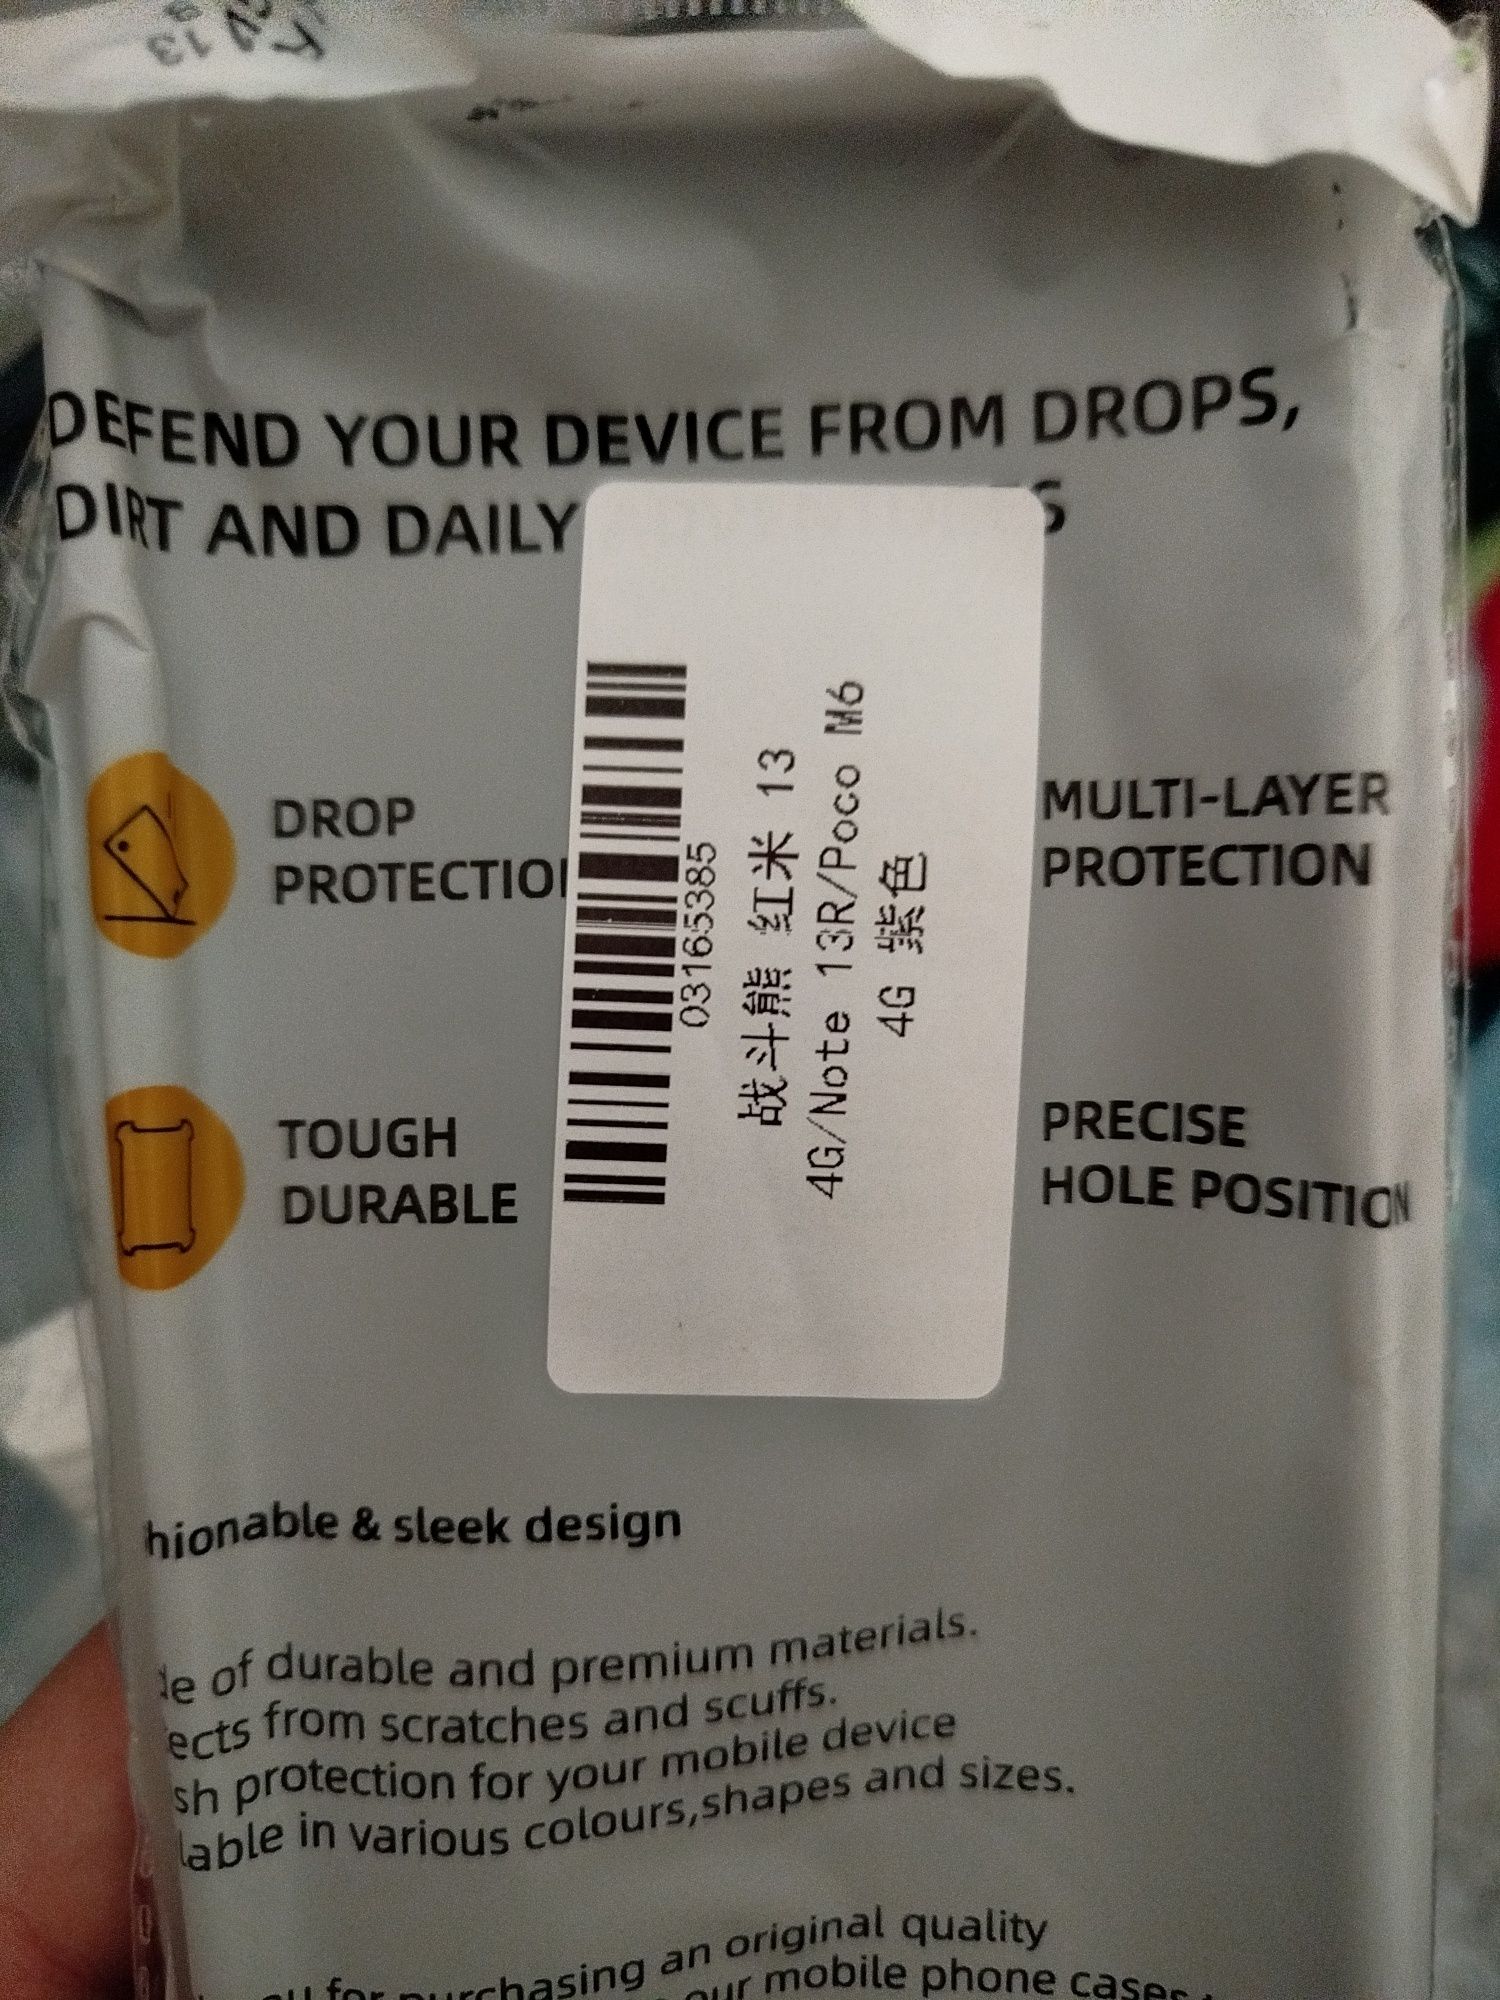 DEFEND YOUR DEVICE FROM DROPS,
DIRT AND DAILY
DROP
PROTECTIO
MULTI-LAYER
PROTECTION
TOUGH
DURABLE
PRECISE
HOLE POSITION
03165385
战斗熊 红米 13
4G/Note 13R/Poco M6
4G 紫色
hionable & sleek design
of durable and premium materials.
ects from scratches and scuffs.
sh protection for your mobile device
lable in various colours,shapes and sizes.
for purchasing an original quality
our mobile phone cases